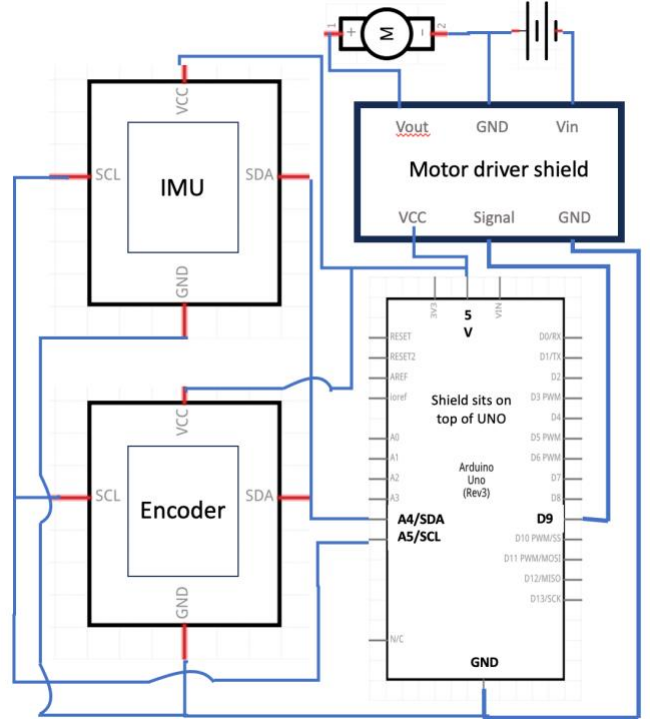 1
+
M
-
2
VCC
SCL
IMU
SDA
GND
Vout
GND
Vin
Motor driver shield
VCC
Signal
GND
VCC
SCL
Encoder
SDA
GND
3V3
5
V
VIN
RESET
RESET2
AREF
ioref
A0
A1
A2
A3
A4/SDA
A5/SCL
N/C
Shield sits on
top of UNO
Arduino
Uno
(Rev3)
D0/RX
D1/TX
D2
D3 PWM
D4
D5 PWM
D6 PWM
D7
D8
D9
D10 PWM/SS
D11 PWM/MOSI
D12/MISO
D13/SCK
GND